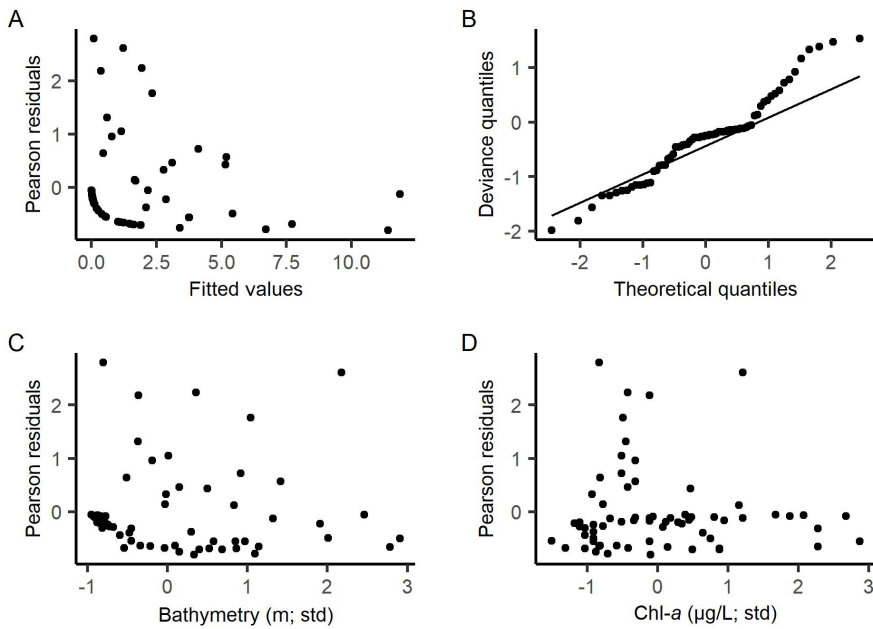 A
B
Pearson residuals
2
1
0
0.0 2.5 5.0 7.5 10.0
Fitted values
Deviance quantiles
1
0
-1
-2
-2 -1 0 1 2
Theoretical quantiles
C
D
Pearson residuals
2
1
0
-1 0 1 2 3
Bathymetry (m; std)
Pearson residuals
2
1
0
-1 0 1 2 3
Chl-a (µg/L; std)